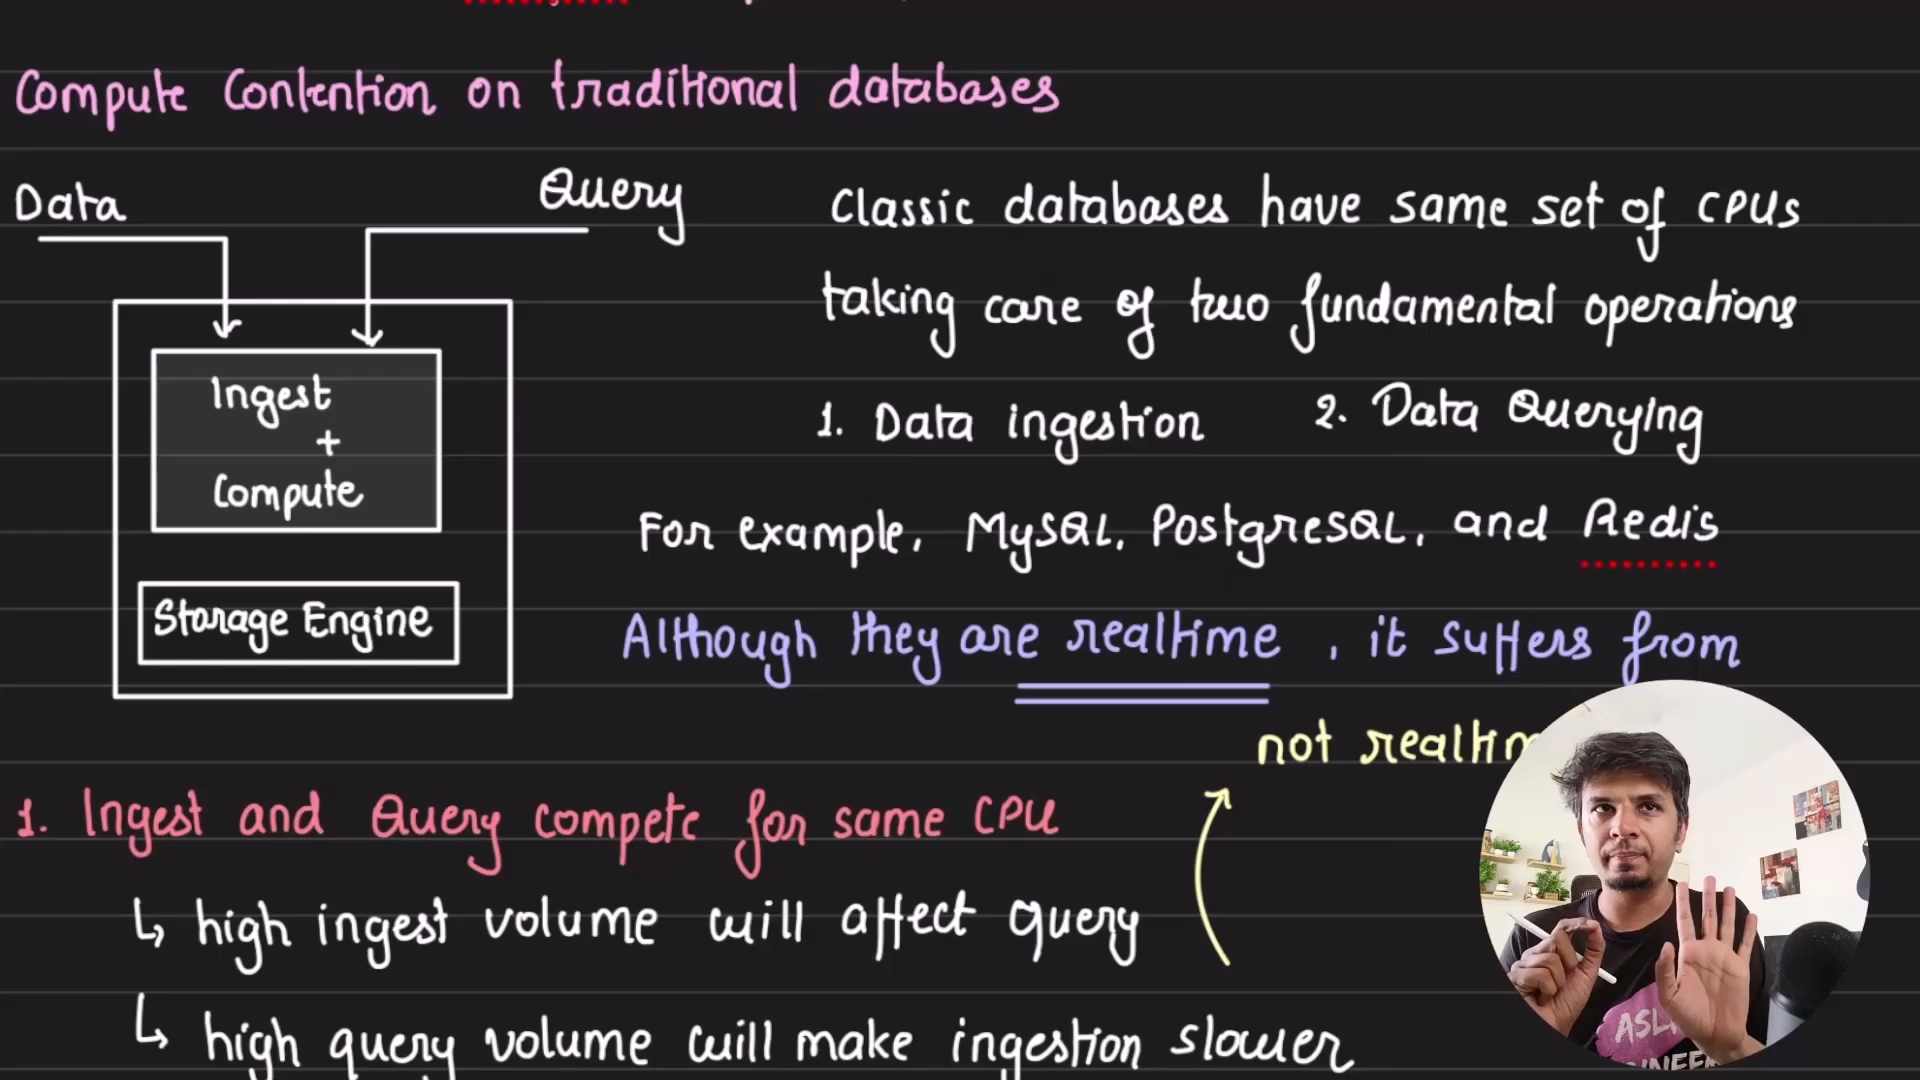 Compute Contention on traditional databases
Data
Query
Classic databases have same set of CPUs
taking care of two fundamental operations
Ingest
+
Compute
1. Data ingestion 2. Data Querying
For example, MySQL, PostgreSQL, and Redis
Storage Engine
Although they are realtime, it suffers from
not
1. Ingest and Query compete for same CPU
↳ high ingest volume will affect query
↳ high query volume will make ingestion slower